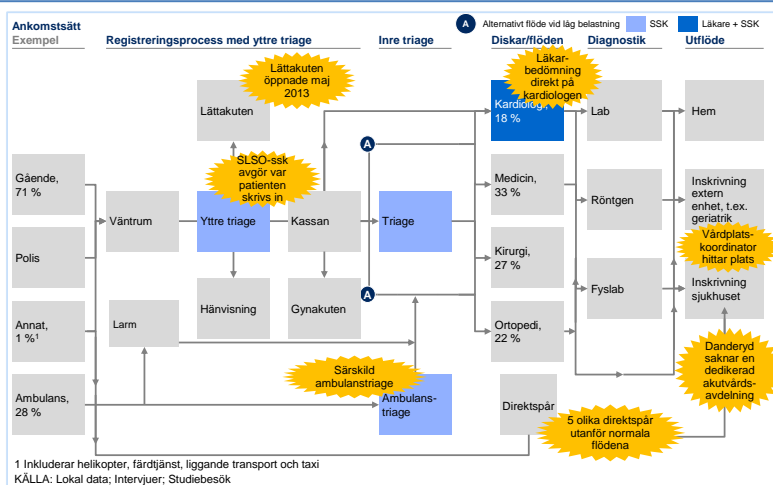 Ankomstsätt
Exempel
Registreringsprocess med yttre triage
Inre triage
Diskar/flöden
Diagnostik
Utflöde
A
Alternativt flöde vid låg belastning
SSK
Läkare + SSK
Lättakuten
öppnade maj
2013
Läkar-
bedömning
direkt på
kardiologen
Lättakuten
Kardiologi,
18 %
Lab
Hem
A
SLSO-ssk
avgör var
patienten
skrivs in
Gående,
71 %
Väntrum
Yttre triage
Kassan
Triage
Medicin,
33 %
Röntgen
Inskrivning
extern
enhet, t.ex.
geriatrik
Vårdplats-
koordinator
hittar plats
Polis
Hänvisning
Gynakuten
A
Kirurgi,
27 %
Fyslab
Inskrivning
sjukhuset
Annat,
1 %1
Larm
Ortopedi,
22 %
Särskild
ambulanstriage
Danderyd
saknar en
dedikerad
akutvårds-
avdelning
Ambulans,
28 %
Ambulans-
triage
Direktspår
5 olika direktspår
utanför normala
flödena
1 Inkluderar helikopter, färdtjänst, liggande transport och taxi
KÄLLA: Lokal data; Intervjuer; Studiebesök